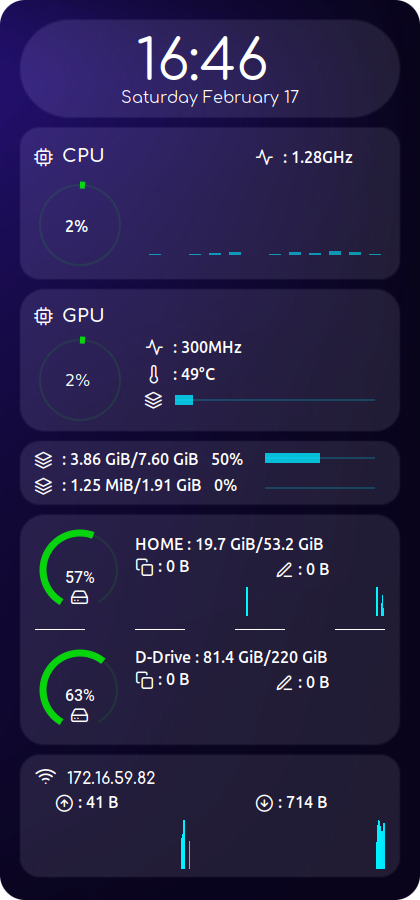 16:46
Saturday February 17
CPU : 1.28GHz
2%
GPU
: 300MHz
2% : 49°C
: 3.86 GiB/7.60 GiB 50%
: 1.25 MiB/1.91 GiB 0%
HOME : 19.7 GiB/53.2 GiB
57% : 0 B : 0 B
D-Drive : 81.4 GiB/220 GiB
63% : 0 B : 0 B
172.16.59.82
: 41 B : 714 B